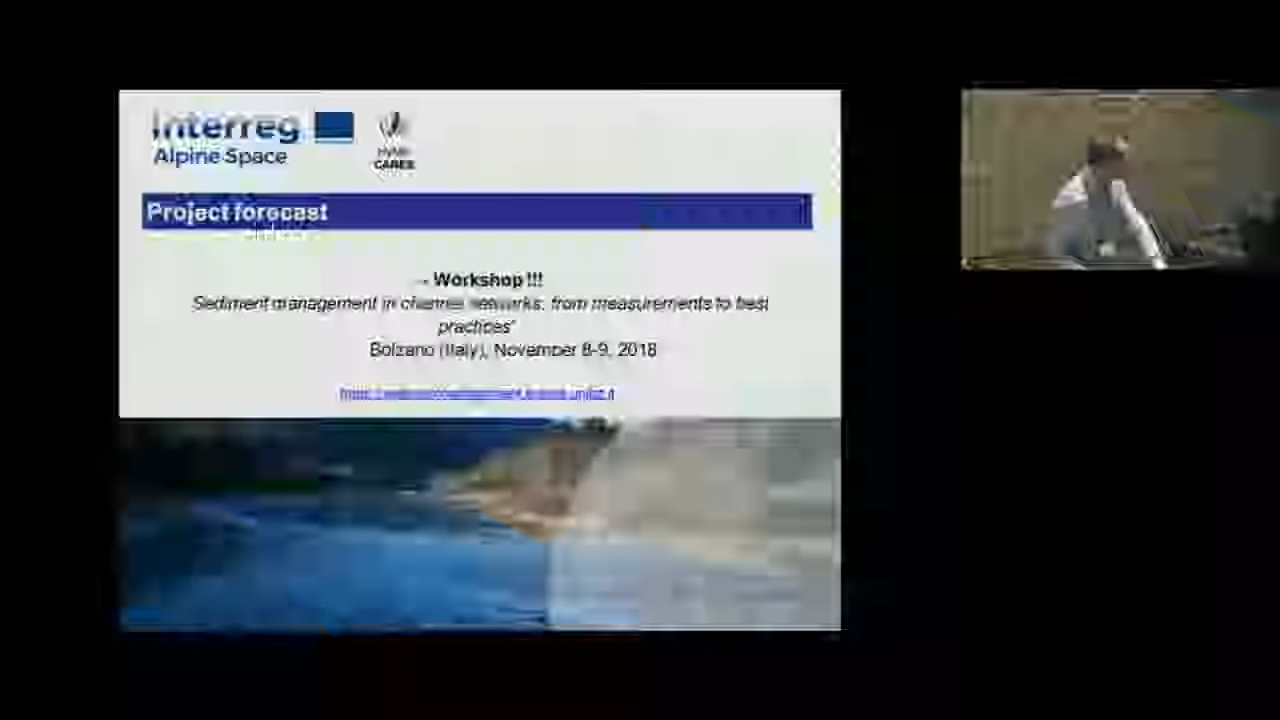 Interreg
Alpine Space
CARES
Project forecast
- Workshop !!!
Sediment management in channel networks: from measurements to best
practices"
Bolzano (Italy), November 8-9, 2018